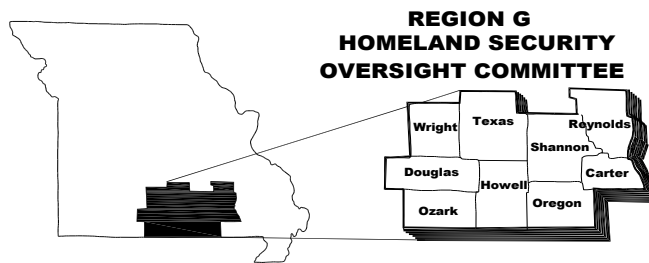 REGION G
HOMELAND SECURITY
OVERSIGHT COMMITTEE
Wright
Texas
Reynolds
Shannon
Douglas
Howell
Carter
Ozark
Oregon